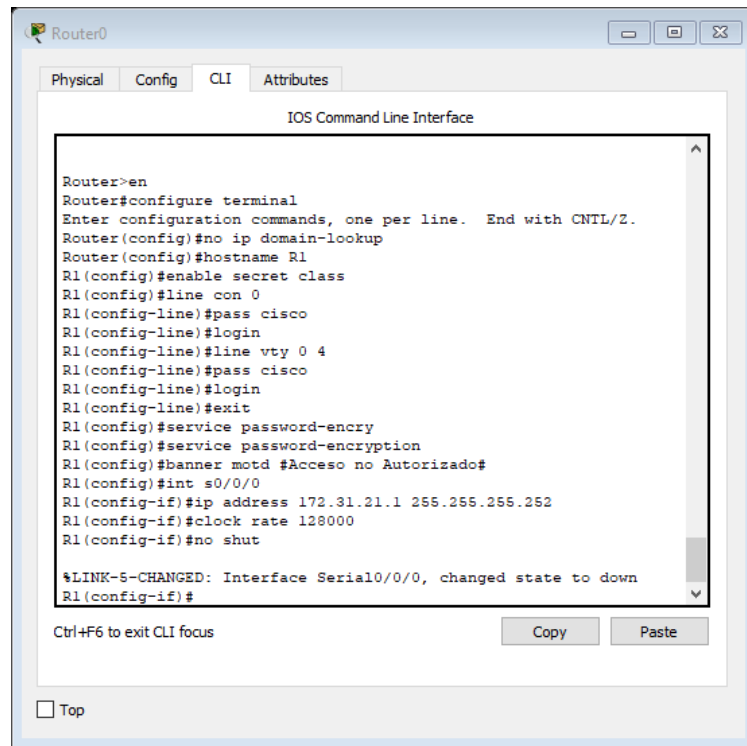 Router0
Physical Config CLI Attributes
IOS Command Line Interface
Router>en
Router#configure terminal
Enter configuration commands, one per line.  End with CNTL/Z.
Router(config)#no ip domain-lookup
Router(config)#hostname R1
R1(config)#enable secret class
R1(config)#line con 0
R1(config-line)#pass cisco
R1(config-line)#login
R1(config-line)#line vty 0 4
R1(config-line)#pass cisco
R1(config-line)#login
R1(config-line)#exit
R1(config)#service password-encry
R1(config)#service password-encryption
R1(config)#banner motd #Acceso no Autorizado#
R1(config)#int s0/0/0
R1(config-if)#ip address 172.31.21.1 255.255.255.252
R1(config-if)#clock rate 128000
R1(config-if)#no shut
%LINK-5-CHANGED: Interface Serial0/0/0, changed state to down
R1(config-if)#
Ctrl+F6 to exit CLI focus Copy Paste
Top